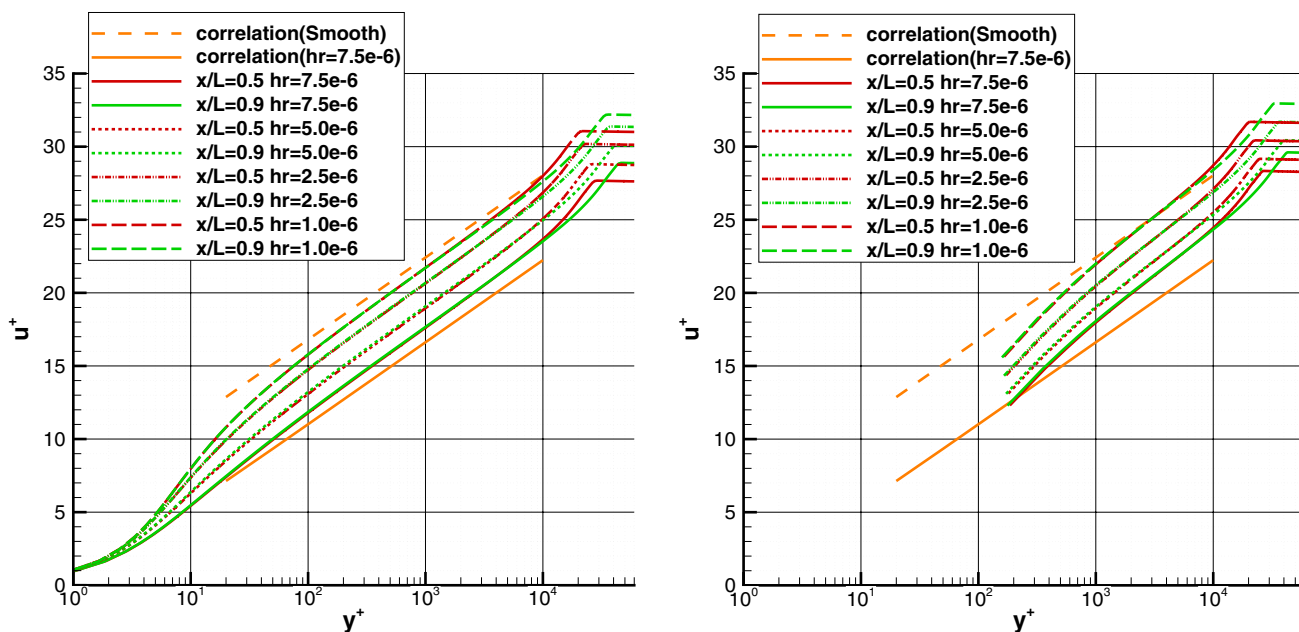 correlation(Smooth)
correlation(hr=7.5e-6)
x/L=0.5 hr=7.5e-6
x/L=0.9 hr=7.5e-6
x/L=0.5 hr=5.0e-6
x/L=0.9 hr=5.0e-6
x/L=0.5 hr=2.5e-6
x/L=0.9 hr=2.5e-6
x/L=0.5 hr=1.0e-6
x/L=0.9 hr=1.0e-6
35
30
25
20
15
10
5
0
u⁺
10⁰ 10¹ 10² 10³ 10⁴
y⁺
correlation(Smooth)
correlation(hr=7.5e-6)
x/L=0.5 hr=7.5e-6
x/L=0.9 hr=7.5e-6
x/L=0.5 hr=5.0e-6
x/L=0.9 hr=5.0e-6
x/L=0.5 hr=2.5e-6
x/L=0.9 hr=2.5e-6
x/L=0.5 hr=1.0e-6
x/L=0.9 hr=1.0e-6
35
30
25
20
15
10
5
0
u⁺
10⁰ 10¹ 10² 10³ 10⁴
y⁺